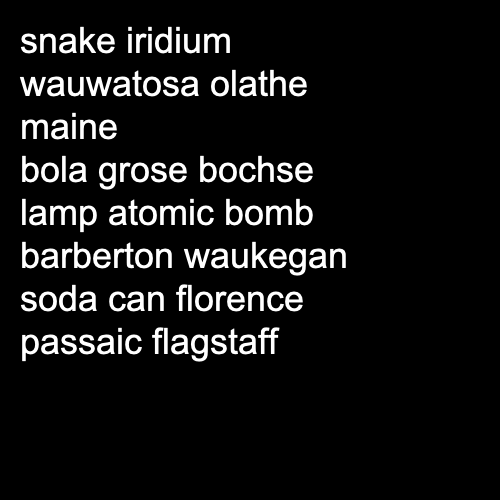 snake iridium
wauwatosa olathe
maine
bola grose bochse
lamp atomic bomb
barberton waukegan
soda can florence
passaic flagstaff